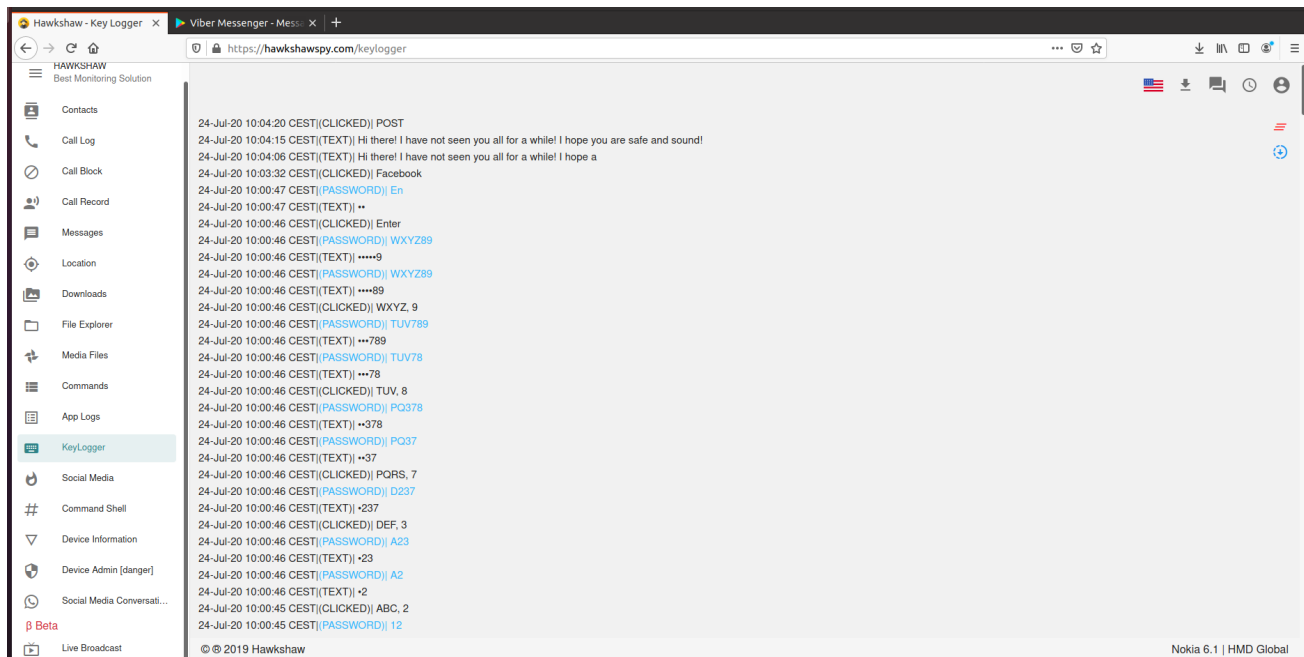 Hawkshaw - Key Logger
Viber Messenger - Messa
https://hawkshawspy.com/keylogger
HAWKSHAW
Best Monitoring Solution
Contacts
Call Log
Call Block
Call Record
Messages
Location
Downloads
File Explorer
Media Files
Commands
App Logs
KeyLogger
Social Media
Command Shell
Device Information
Device Admin [danger]
Social Media Conversati...
β Beta
Live Broadcast
24-Jul-20 10:04:20 CEST|(CLICKED)| POST
24-Jul-20 10:04:15 CEST|(TEXT)| Hi there! I have not seen you all for a while! I hope you are safe and sound!
24-Jul-20 10:04:06 CEST|(TEXT)| Hi there! I have not seen you all for a while! I hope a
24-Jul-20 10:03:32 CEST|(CLICKED)| Facebook
24-Jul-20 10:00:47 CEST|(PASSWORD)| En
24-Jul-20 10:00:47 CEST|(TEXT)| ••
24-Jul-20 10:00:46 CEST|(CLICKED)| Enter
24-Jul-20 10:00:46 CEST|(PASSWORD)| WXYZ89
24-Jul-20 10:00:46 CEST|(TEXT)| •••••9
24-Jul-20 10:00:46 CEST|(PASSWORD)| WXYZ89
24-Jul-20 10:00:46 CEST|(TEXT)| ••••89
24-Jul-20 10:00:46 CEST|(CLICKED)| WXYZ, 9
24-Jul-20 10:00:46 CEST|(PASSWORD)| TUV789
24-Jul-20 10:00:46 CEST|(TEXT)| •••789
24-Jul-20 10:00:46 CEST|(PASSWORD)| TUV78
24-Jul-20 10:00:46 CEST|(TEXT)| •••78
24-Jul-20 10:00:46 CEST|(CLICKED)| TUV, 8
24-Jul-20 10:00:46 CEST|(PASSWORD)| PQ378
24-Jul-20 10:00:46 CEST|(TEXT)| ••378
24-Jul-20 10:00:46 CEST|(PASSWORD)| PQ37
24-Jul-20 10:00:46 CEST|(TEXT)| ••37
24-Jul-20 10:00:46 CEST|(CLICKED)| PQRS, 7
24-Jul-20 10:00:46 CEST|(PASSWORD)| D237
24-Jul-20 10:00:46 CEST|(TEXT)| •237
24-Jul-20 10:00:46 CEST|(CLICKED)| DEF, 3
24-Jul-20 10:00:46 CEST|(PASSWORD)| A23
24-Jul-20 10:00:46 CEST|(TEXT)| •23
24-Jul-20 10:00:46 CEST|(PASSWORD)| A2
24-Jul-20 10:00:46 CEST|(TEXT)| •2
24-Jul-20 10:00:45 CEST|(CLICKED)| ABC, 2
24-Jul-20 10:00:45 CEST|(PASSWORD)| 12
© ® 2019 Hawkshaw
Nokia 6.1 | HMD Global